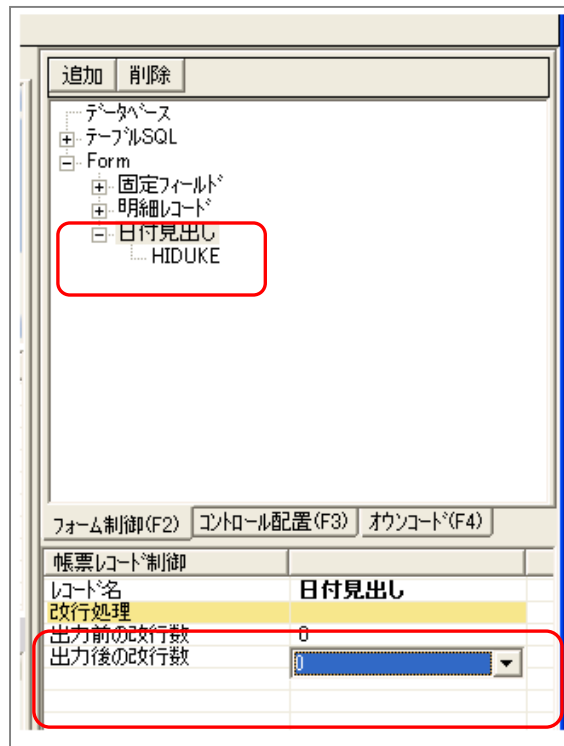 追加 削除
ﾃﾞｰﾀﾍﾞｰｽ
ﾃｰﾌﾞﾙSQL
Form
固定ﾌｨｰﾙﾄﾞ
明細ﾚｺｰﾄﾞ
日付見出し
HIDUKE
ﾌｫｰﾑ制御(F2) ｺﾝﾄﾛｰﾙ配置(F3) ｵｳﾝｺｰﾄﾞ(F4)
帳票ﾚｺｰﾄﾞ制御
ﾚｺｰﾄﾞ名 日付見出し
改行処理
出力前の改行数 0
出力後の改行数 0